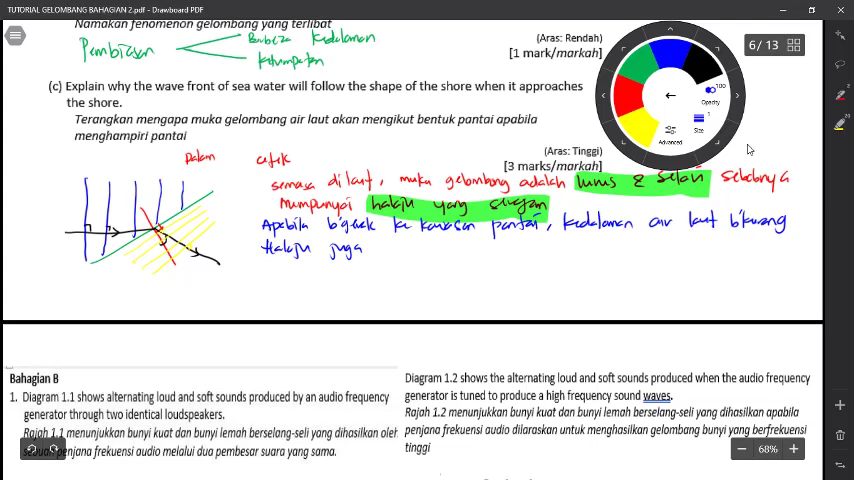 TUTORIAL GELOMBANG BAHAGIAN 2.pdf - Drawboard PDF
Namakan fenomenon gelombang yang terlibat
(Aras: Rendah)
[1 mark/markah]
Pembiasan
Berbeza kedalaman
ketumpatan
6 / 13
100
Opacity
1
Size
Advanced
(c) Explain why the wave front of sea water will follow the shape of the shore when it approaches
the shore.
Terangkan mengapa muka gelombang air laut akan mengikut bentuk pantai apabila
menghampiri pantai
(Aras: Tinggi)
[3 marks/markah]
Dalam
cetek
semasa di laut, muka gelombang adalah lurus & selari sebabnya
mempunyai halaju yang seragam
Apabila b'gerak ke kawasan pantai, kedalaman air laut b'kurang
Halaju juga
Bahagian B
1. Diagram 1.1 shows alternating loud and soft sounds produced by an audio frequency
generator through two identical loudspeakers.
Rajah 1.1 menunjukkan bunyi kuat dan bunyi lemah berselang-seli yang dihasilkan oleh
sebuah penjana frekuensi audio melalui dua pembesar suara yang sama.
Diagram 1.2 shows the alternating loud and soft sounds produced when the audio frequency
generator is tuned to produce a high frequency sound waves.
Rajah 1.2 menunjukkan bunyi kuat dan bunyi lemah berselang-seli yang dihasilkan apabila
penjana frekuensi audio dilaraskan untuk menghasilkan gelombang bunyi yang berfrekuensi
tinggi
68%